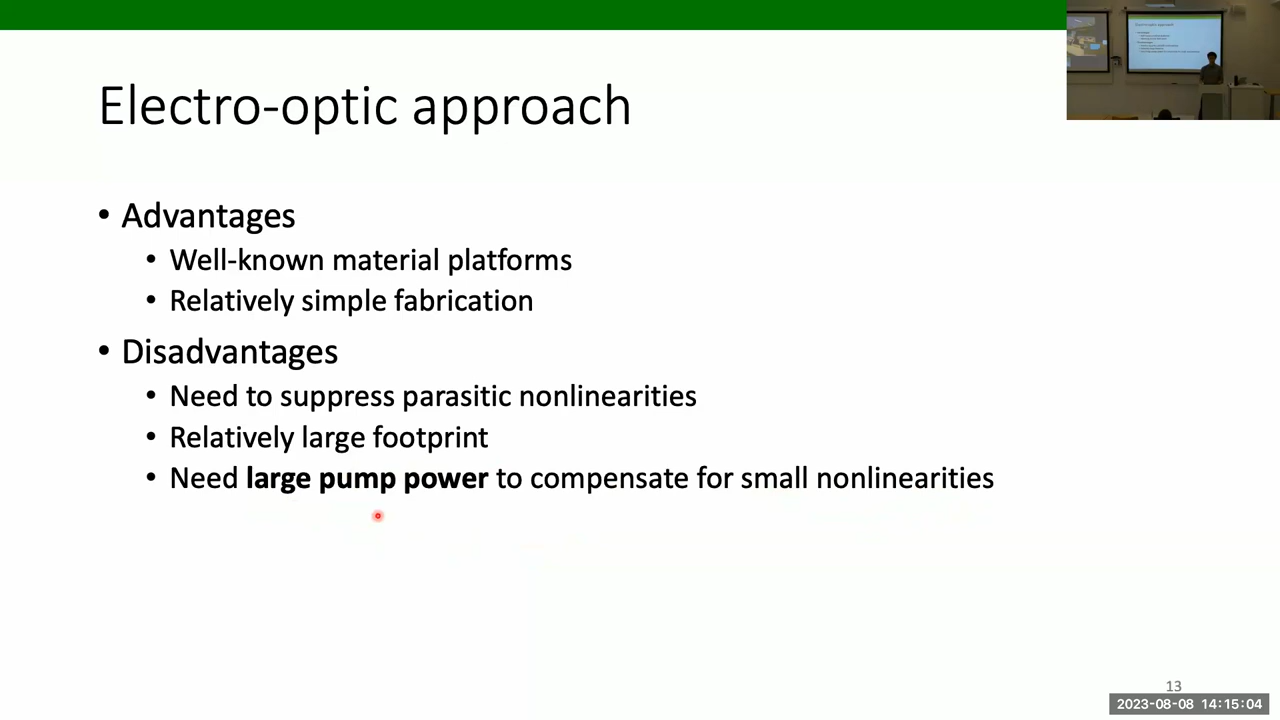 Electro-optic approach
• Advantages
• Well-known material platforms
• Relatively simple fabrication
• Disadvantages
• Need to suppress parasitic nonlinearities
• Relatively large footprint
• Need large pump power to compensate for small nonlinearities
13
2023-08-08 14:15:04